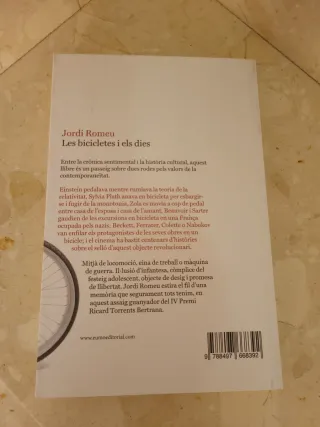 Jordi Romeu
Les bicicletes i els dies
Entre la crònica sentimental i la història cultural, aquest
llibre és un passeig sobre dues rodes pels valors de la
contemporaneïtat.
Einstein pedalava mentre rumiava la teoria de la
relativitat, Sylvia Plath anava en bicicleta per esbargir-
se i fugir de la
Zola es movia a cop de pedal
entre casa de l'esposa i casa de l'amant, Beauvoir i Sartre
gaudien de les excursions en bicicleta en una França
ocupada pels nazis. Beckett,
Colette o Nabokov
van enfilar els protagonistes de les seves obres en un
bicicle; i el cinema ha bastit centenars d'històries
sobre el selló d'aquest objecte revolucionari.
Mitjà de locomoció, eina de treball o màquina
de guerra. Il·lusió d'infantesa, còmplice del
festeig adolescent, objecte de desig i promesa
de llibertat. Jordi Romeu estira el fil d'una
memòria que segurament tots tenim, en
aquest assaig guanyador del IV Premi
Ricard Torrents Bertrana.
www.eumoeditorial.com
9 788497 668392